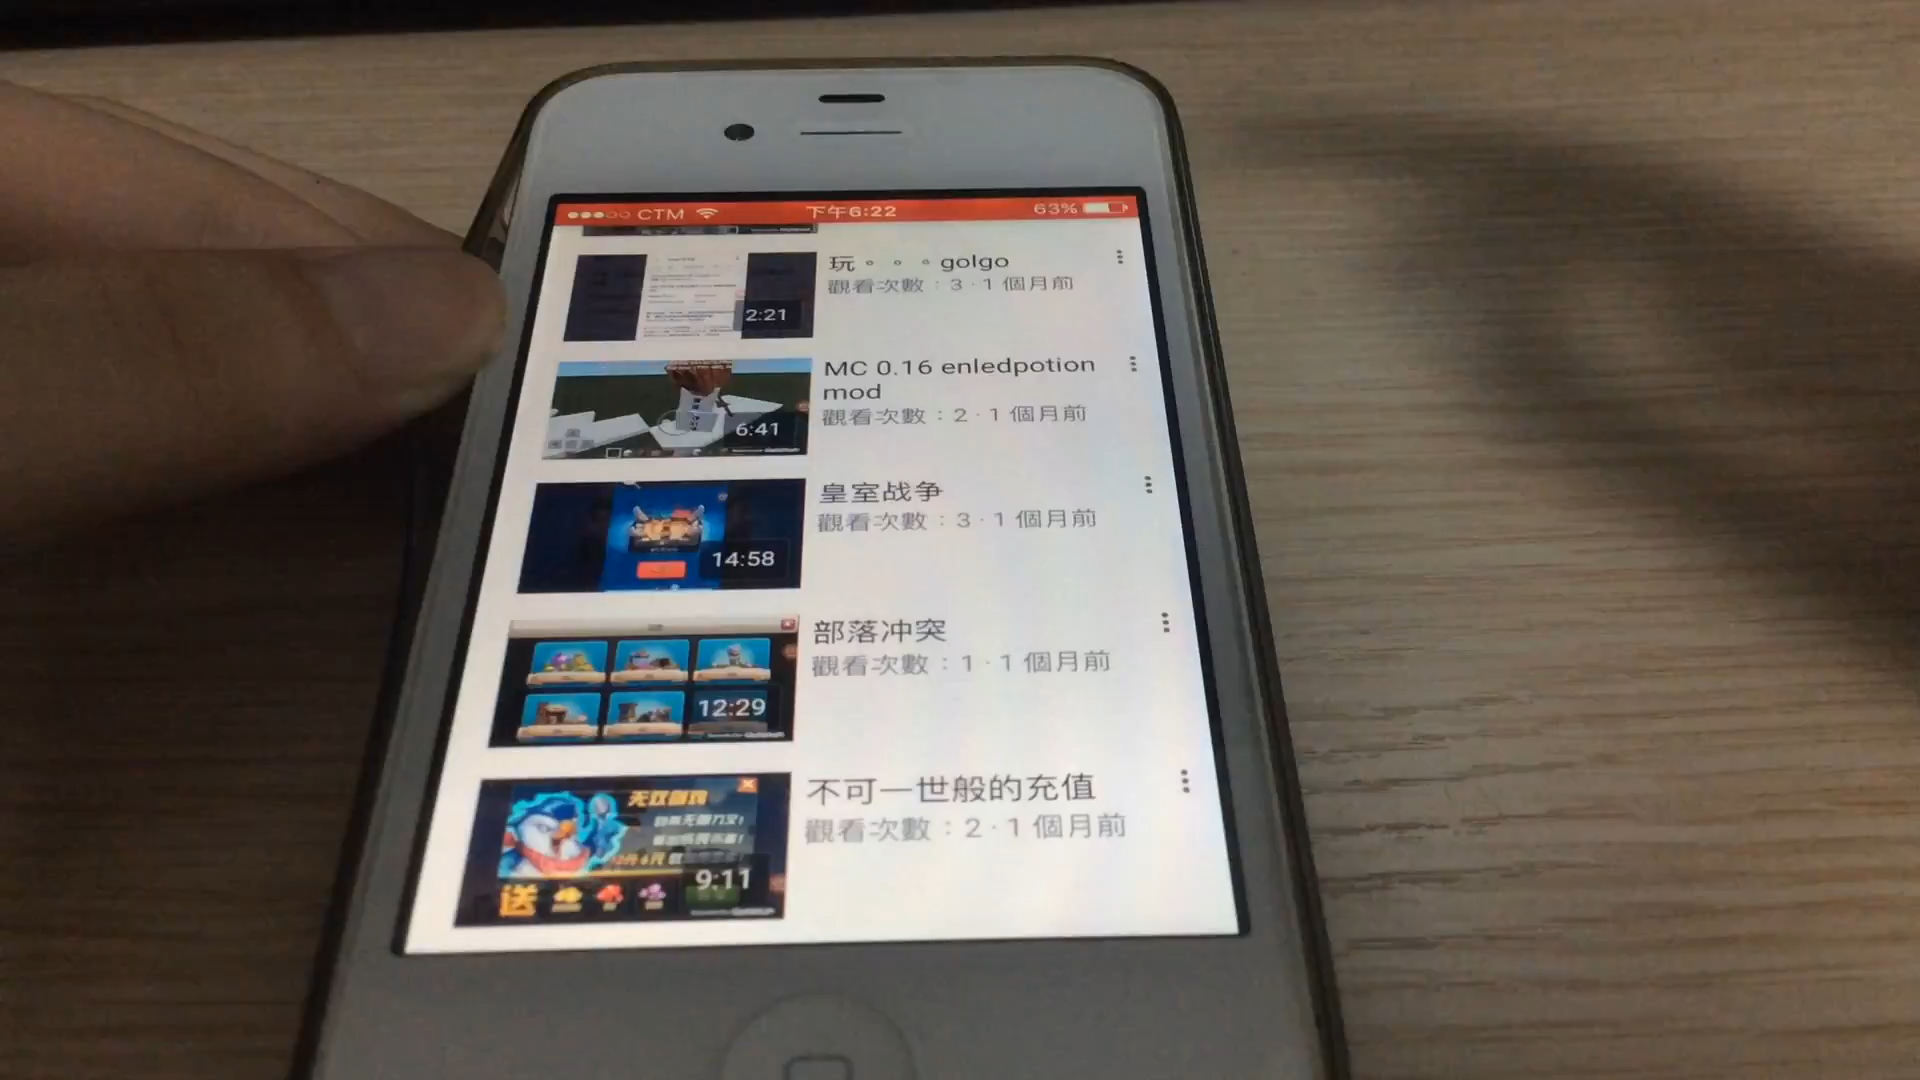 CTM
下午6:22
63%
玩。。。golgo
觀看次數：3 · 1 個月前
2:21
MC 0.16 enledpotion
mod
觀看次數：2 · 1 個月前
6:41
皇室战争
觀看次數：3 · 1 個月前
14:58
部落冲突
觀看次數：1 · 1 個月前
12:29
不可一世般的充值
觀看次數：2 · 1 個月前
9:11
送